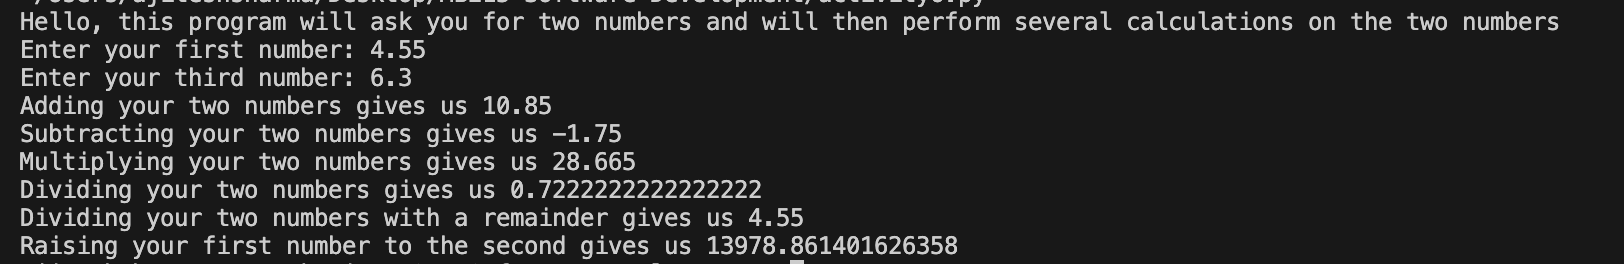 Hello, this program will ask you for two numbers and will then perform several calculations on the two numbers
Enter your first number: 4.55
Enter your third number: 6.3
Adding your two numbers gives us 10.85
Subtracting your two numbers gives us -1.75
Multiplying your two numbers gives us 28.665
Dividing your two numbers gives us 0.7222222222222222
Dividing your two numbers with a remainder gives us 4.55
Raising your first number to the second gives us 13978.861401626358